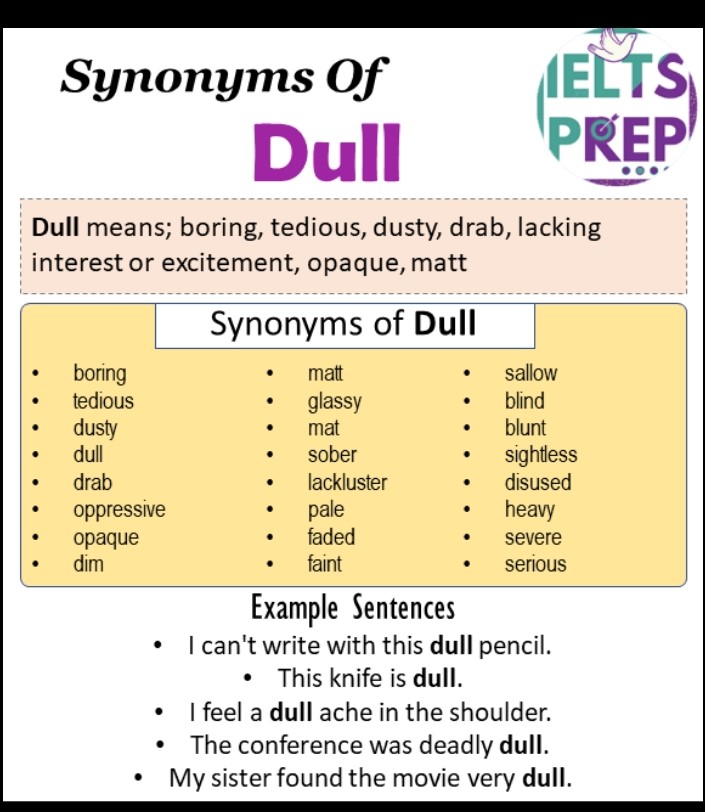 Synonyms Of
Dull
IELTS
PREP
Dull means; boring, tedious, dusty, drab, lacking
interest or excitement, opaque, matt
Synonyms of Dull
• boring
• tedious
• dusty
• dull
• drab
• oppressive
• opaque
• dim
• matt
• glassy
• mat
• sober
• lackluster
• pale
• faded
• faint
• sallow
• blind
• blunt
• sightless
• disused
• heavy
• severe
• serious
Example Sentences
• I can't write with this dull pencil.
• This knife is dull.
• I feel a dull ache in the shoulder.
• The conference was deadly dull.
• My sister found the movie very dull.